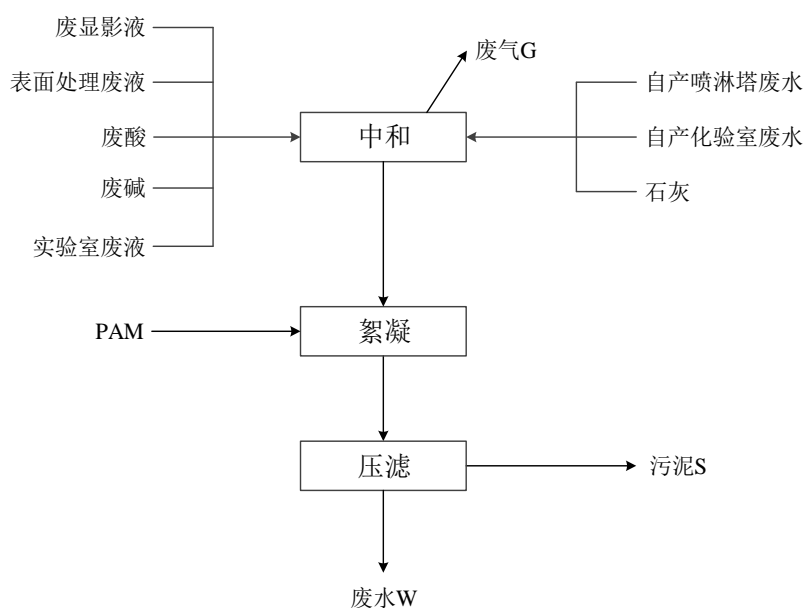 废显影液
废气G
表面处理废液
自产喷淋塔废水
废酸
中和
自产化验室废水
废碱
石灰
实验室废液
PAM
絮凝
压滤
污泥S
废水W